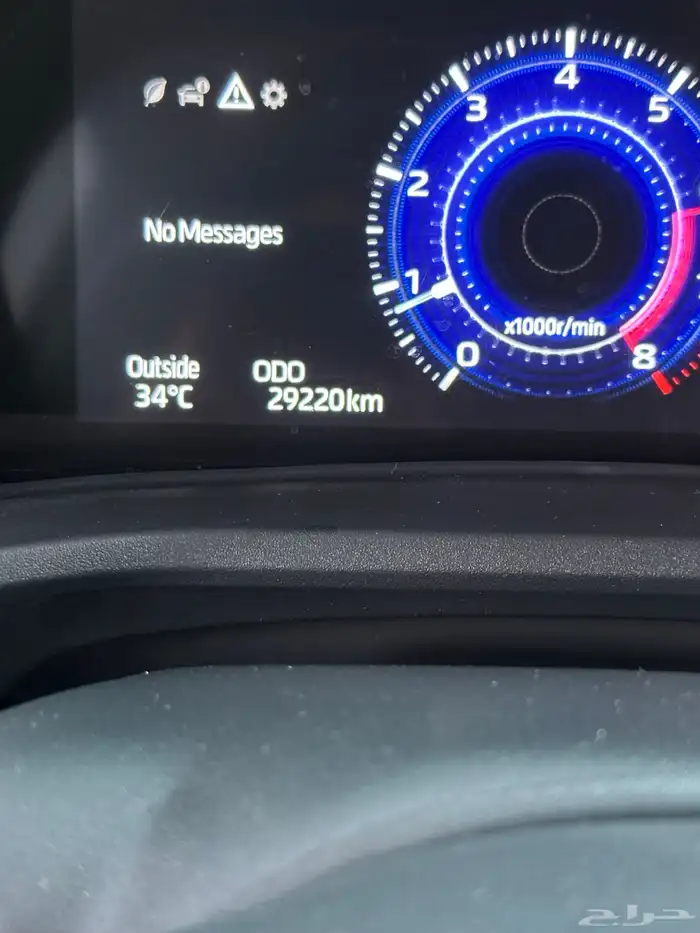 4
3
5
2
No Messages
1
x1000r/min
0
8
Outside
ODO
34°C
29220km
حراج